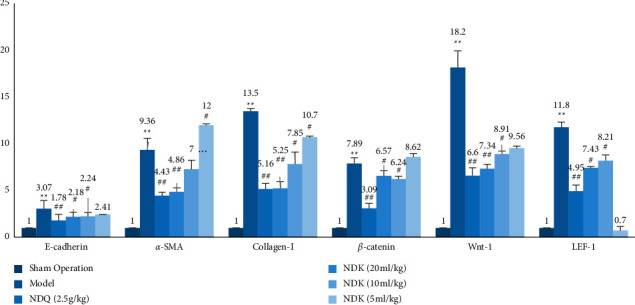 25
20
15
10
5
0
1 3.07 ** 1.78 ## 2.18 # 2.24 # 2.41
1 9.36 ** 4.43 ## 4.86 ## 7 ... 12 #
1 13.5 ** 5.16 ## 5.25 ## 7.85 # 10.7 #
1 7.89 ** 3.09 ## 6.57 # 6.24 # 8.62
1 18.2 ** 6.6 ## 7.34 ## 8.91 # 9.56
1 11.8 ** 4.95 ## 7.43 # 8.21 # 0.7
E-cadherin α-SMA Collagen-I β-catenin Wnt-1 LEF-1
Sham Operation
Model
NDQ (2.5g/kg)
NDK (20ml/kg)
NDK (10ml/kg)
NDK (5ml/kg)